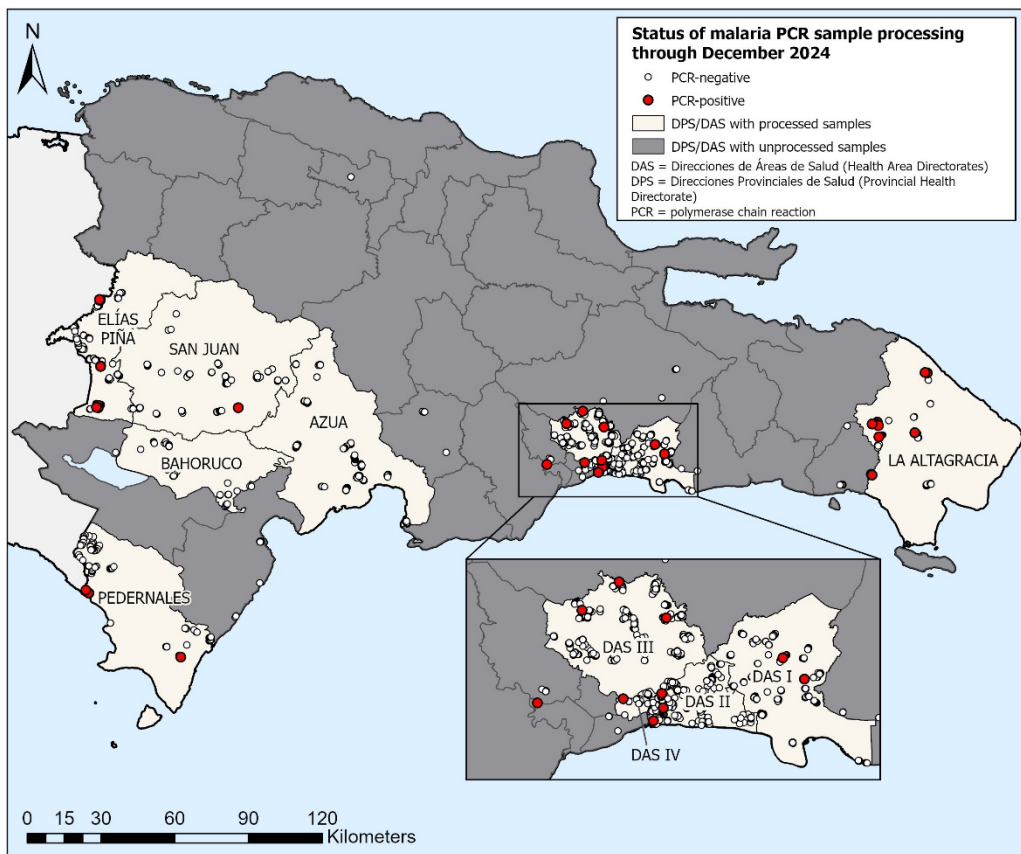 N
Status of malaria PCR sample processing
through December 2024
PCR-negative
PCR-positive
DPS/DAS with processed samples
DPS/DAS with unprocessed samples
DAS = Direcciones de Áreas de Salud (Health Area Directorates)
DPS = Direcciones Provinciales de Salud (Provincial Health
Directorate)
PCR = polymerase chain reaction
ELÍAS
PIÑA
SAN JUAN
AZUA
BAHORUCO
LA ALTAGRACIA
PEDERNALES
DAS III
DAS I
DAS II
DAS IV
0 15 30 60 90 120
Kilometers